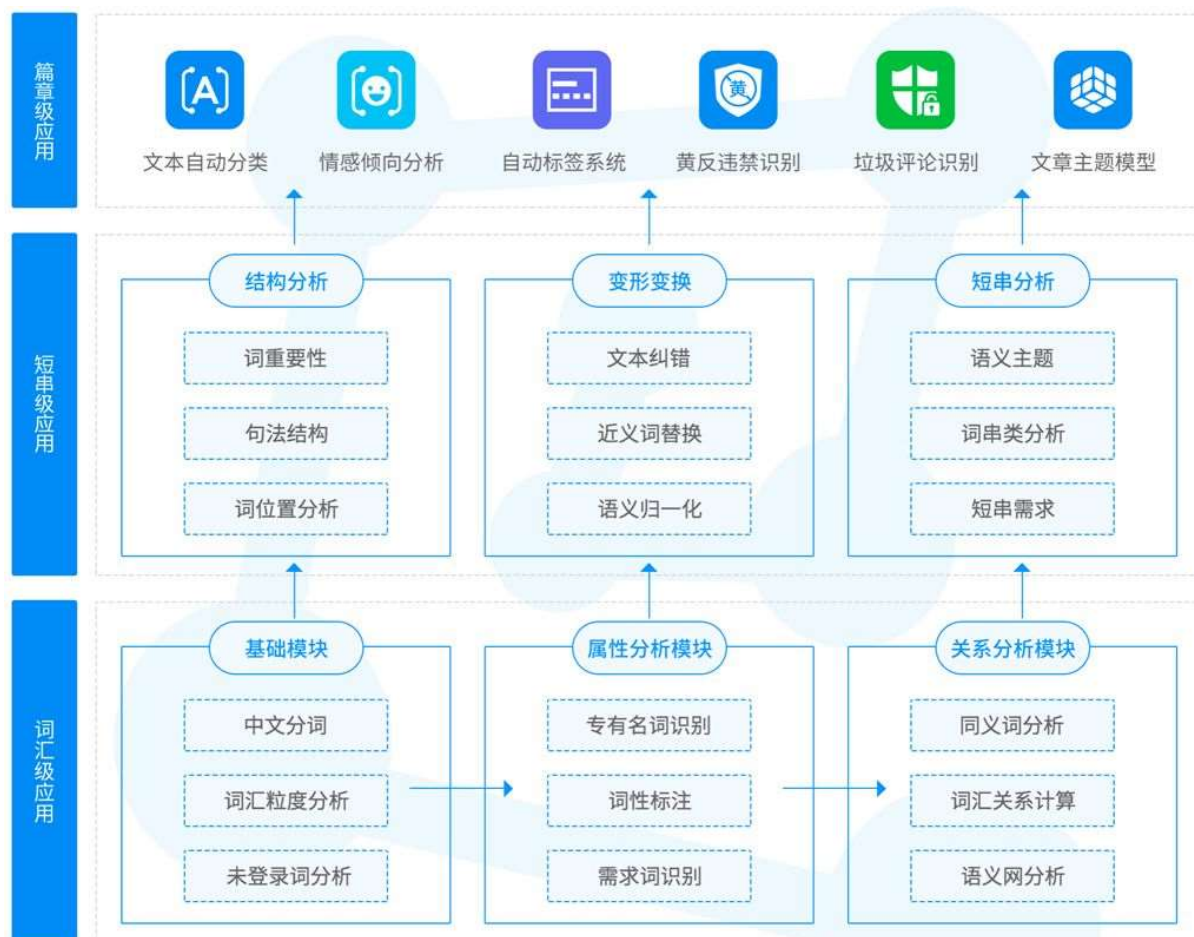 篇章级应用
A
黄
文本自动分类
情感倾向分析
自动标签系统
黄反违禁识别
垃圾评论识别
文章主题模型
短串级应用
结构分析
词重要性
句法结构
词位置分析
变形变换
文本纠错
近义词替换
语义归一化
短串分析
语义主题
词串类分析
短串需求
词汇级应用
基础模块
中文分词
词汇粒度分析
未登录词分析
属性分析模块
专有名词识别
词性标注
需求词识别
关系分析模块
同义词分析
词汇关系计算
语义网分析